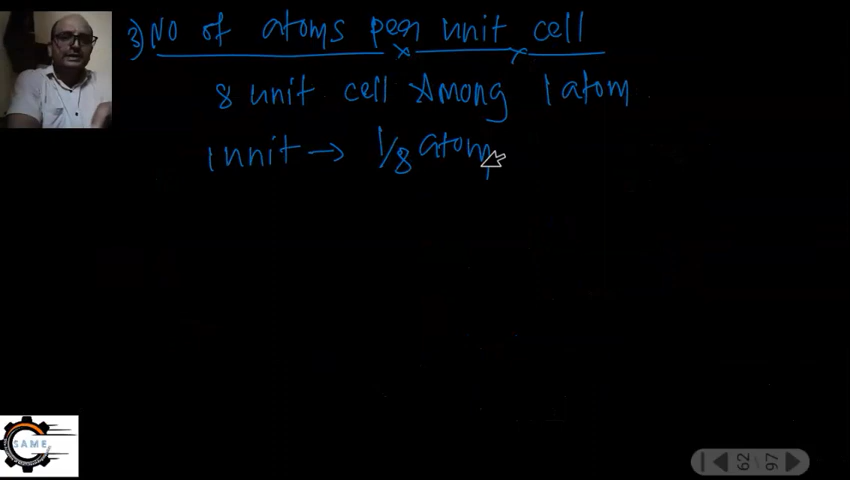 3) NO of atoms per unit cell
8 unit cell Among 1 atom
1 unit → 1/8 atom
SAME
62 / 97